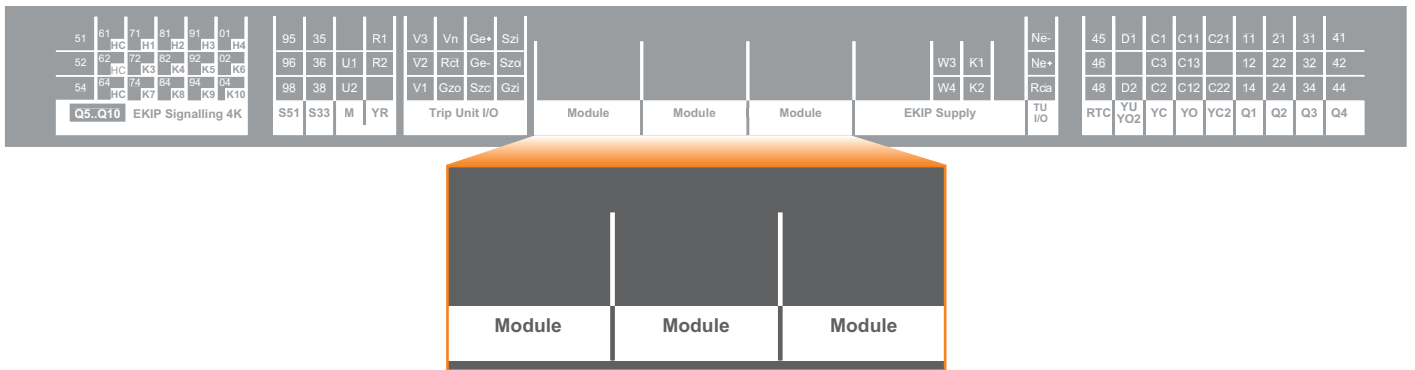 51 61 HC 71 H1 81 H2 91 H3 01 H4 95 35 R1 V3 Vn Ge+ Szi Ne- 45 D1 C1 C11 C21 11 21 31 41
52 62 HC 72 K3 82 K4 92 K5 02 K6 96 36 U1 R2 V2 Rct Ge- Szo W3 K1 Ne+ 46 C3 C13 12 22 32 42
54 64 HC 74 K7 84 K8 94 K9 04 K10 98 38 U2 V1 Gzo Szc Gzi W4 K2 Rca 48 D2 C2 C12 C22 14 24 34 44
Q5..Q10 EKIP Signalling 4K S51 S33 M YR Trip Unit I/O Module Module Module EKIP Supply TU I/O RTC YU YO2 YC YO YC2 Q1 Q2 Q3 Q4
Module Module Module